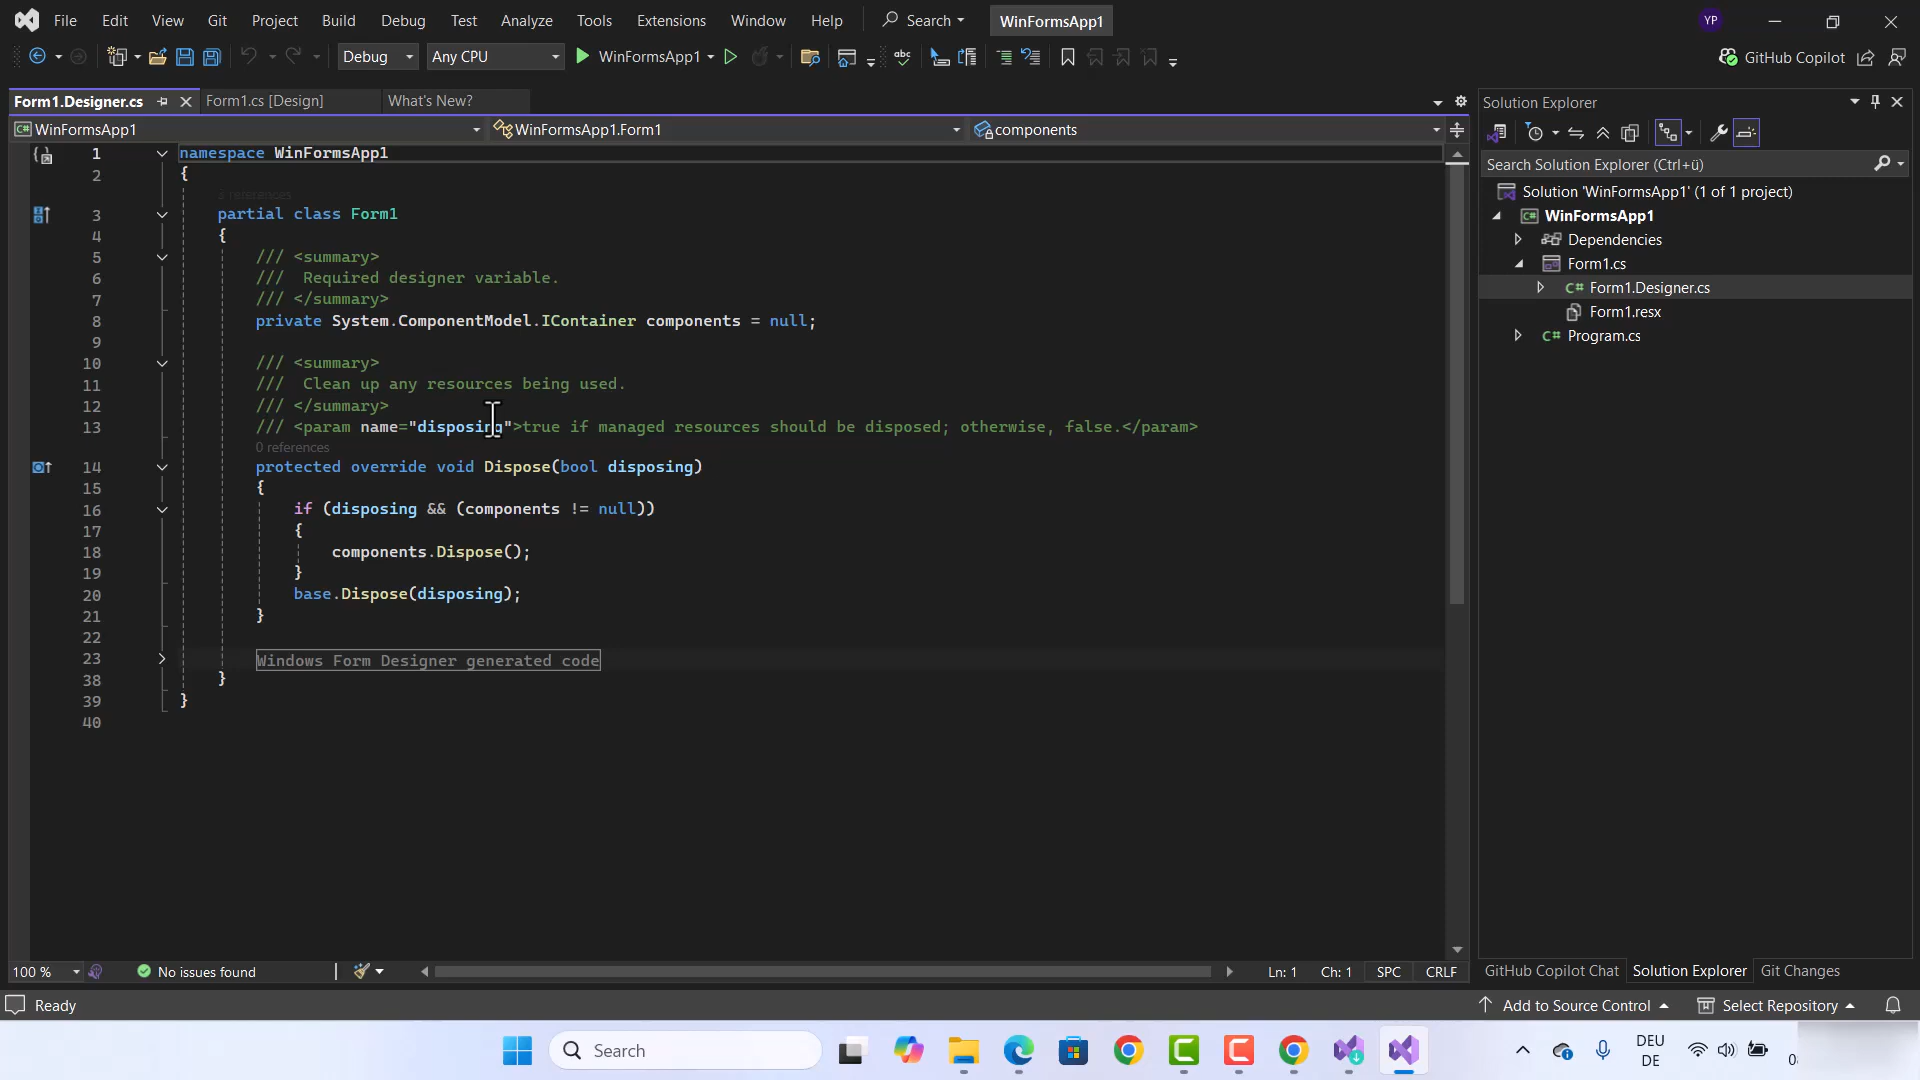 File Edit View Git Project Build Debug Test Analyze Tools Extensions Window Help Search WinFormsApp1 YP
Debug Any CPU WinFormsApp1 GitHub Copilot
Form1.Designer.cs Form1.cs [Design] What's New?
WinFormsApp1 WinFormsApp1.Form1 components
1 namespace WinFormsApp1
2 {
3 references
3 partial class Form1
4 {
5 /// <summary>
6 /// Required designer variable.
7 /// </summary>
8 private System.ComponentModel.IContainer components = null;
9
10 /// <summary>
11 /// Clean up any resources being used.
12 /// </summary>
13 /// <param name="disposing">true if managed resources should be disposed; otherwise, false.</param>
0 references
14 protected override void Dispose(bool disposing)
15 {
16 if (disposing && (components != null))
17 {
18 components.Dispose();
19 }
20 base.Dispose(disposing);
21 }
22
23 Windows Form Designer generated code
38 }
39 }
40
100 % No issues found Ln: 1 Ch: 1 SPC CRLF
Solution Explorer
Search Solution Explorer (Ctrl+ü)
Solution 'WinFormsApp1' (1 of 1 project)
WinFormsApp1
Dependencies
Form1.cs
Form1.Designer.cs
Form1.resx
Program.cs
GitHub Copilot Chat Solution Explorer Git Changes
Ready Add to Source Control Select Repository
Search
DEU
DE